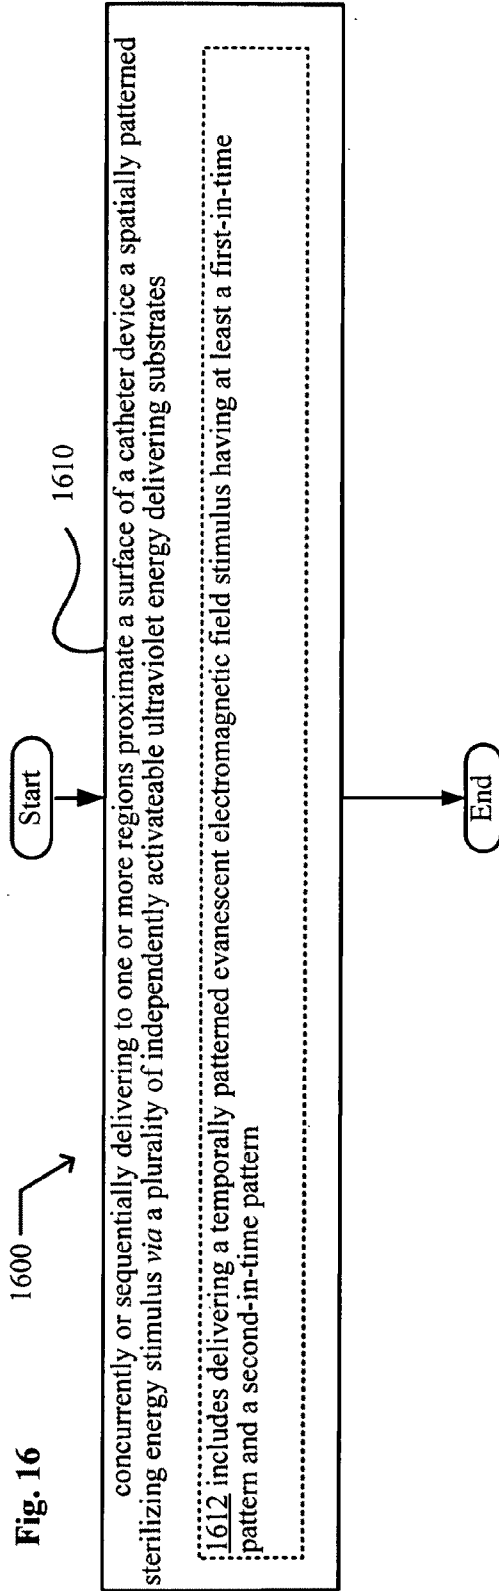 Fig. 16
1600
Start
1610
concurrently or sequentially delivering to one or more regions proximate a surface of a catheter device a spatially patterned
sterilizing energy stimulus via a plurality of independently activateable ultraviolet energy delivering substrates
1612 includes delivering a temporally patterned evanescent electromagnetic field stimulus having at least a first-in-time
pattern and a second-in-time pattern
End